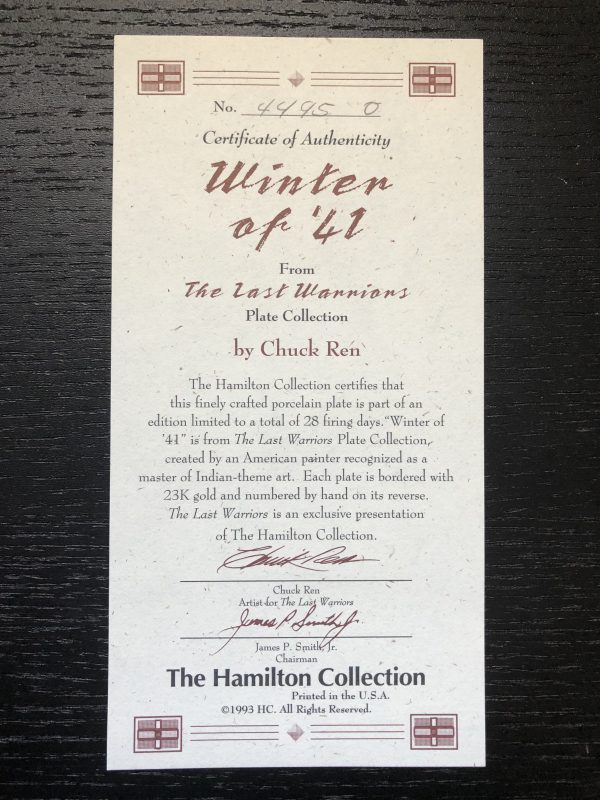 No. 4495 0
Certificate of Authenticity
Winter
of '41
From
The Last Warriors
Plate Collection
by Chuck Ren
The Hamilton Collection certifies that
this finely crafted porcelain plate is part of an
edition limited to a total of 28 firing days. "Winter of
'41" is from The Last Warriors Plate Collection,
created by an American painter recognized as a
master of Indian-theme art. Each plate is bordered with
23K gold and numbered by hand on its reverse.
The Last Warriors is an exclusive presentation
of The Hamilton Collection.
Chuck Ren
Chuck Ren
Artist for The Last Warriors
James P. Smith, Jr.
James P. Smith, Jr.
Chairman
The Hamilton Collection
Printed in the U.S.A.
©1993 HC. All Rights Reserved.